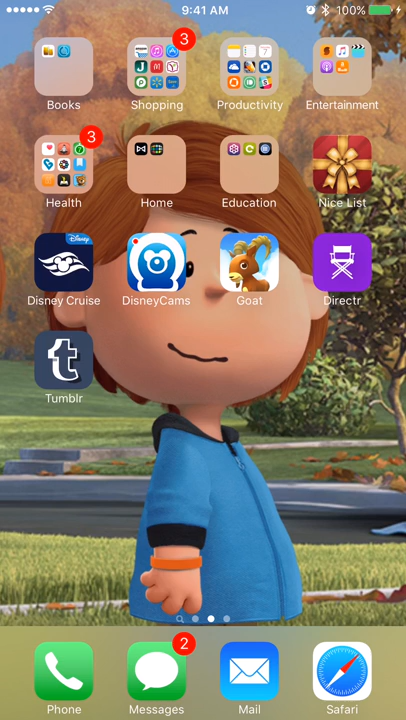 9:41 AM
100%
3
Books
Shopping
Productivity
Entertainment
3
Health
Home
Education
Nice List
Disney
Disney Cruise
DisneyCams
Goat
Directr
t
Tumblr
2
Phone
Messages
Mail
Safari